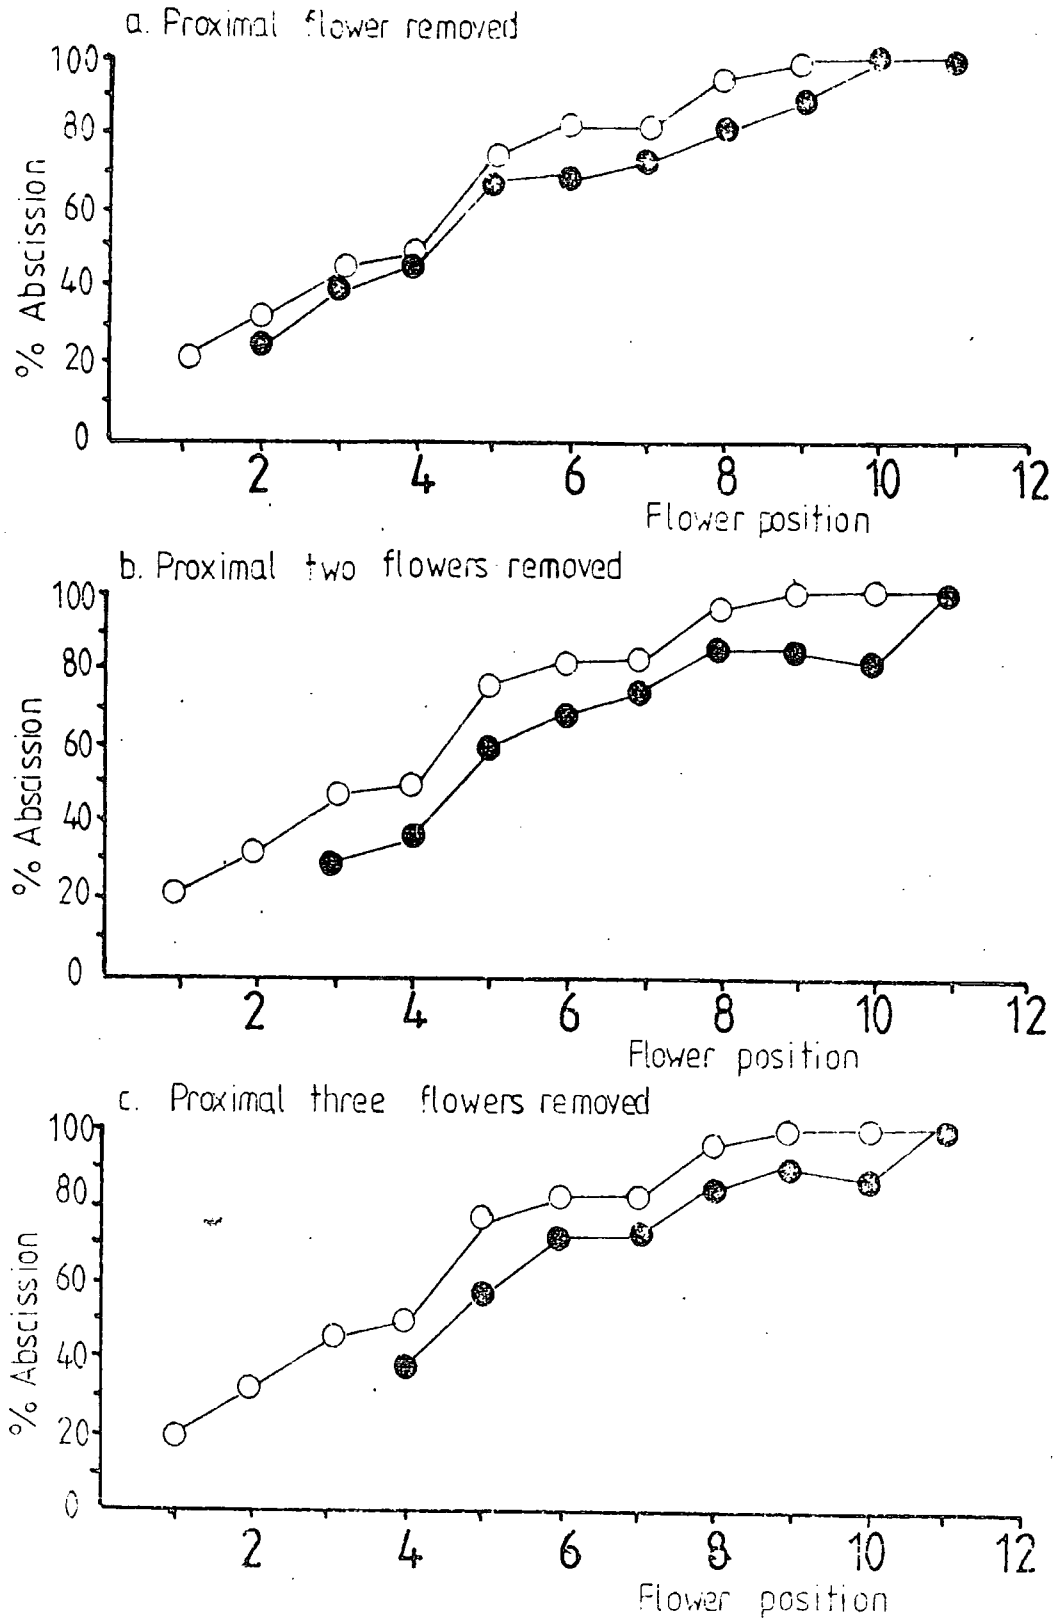 a. Proximal flower removed
100
80
60
40
20
0
% Abscission
2 4 6 8 10 12
Flower position
b. Proximal two flowers removed
100
80
60
40
20
0
% Abscission
2 4 6 8 10 12
Flower position
c. Proximal three flowers removed
100
80
60
40
20
0
% Abscission
2 4 6 8 10 12
Flower position